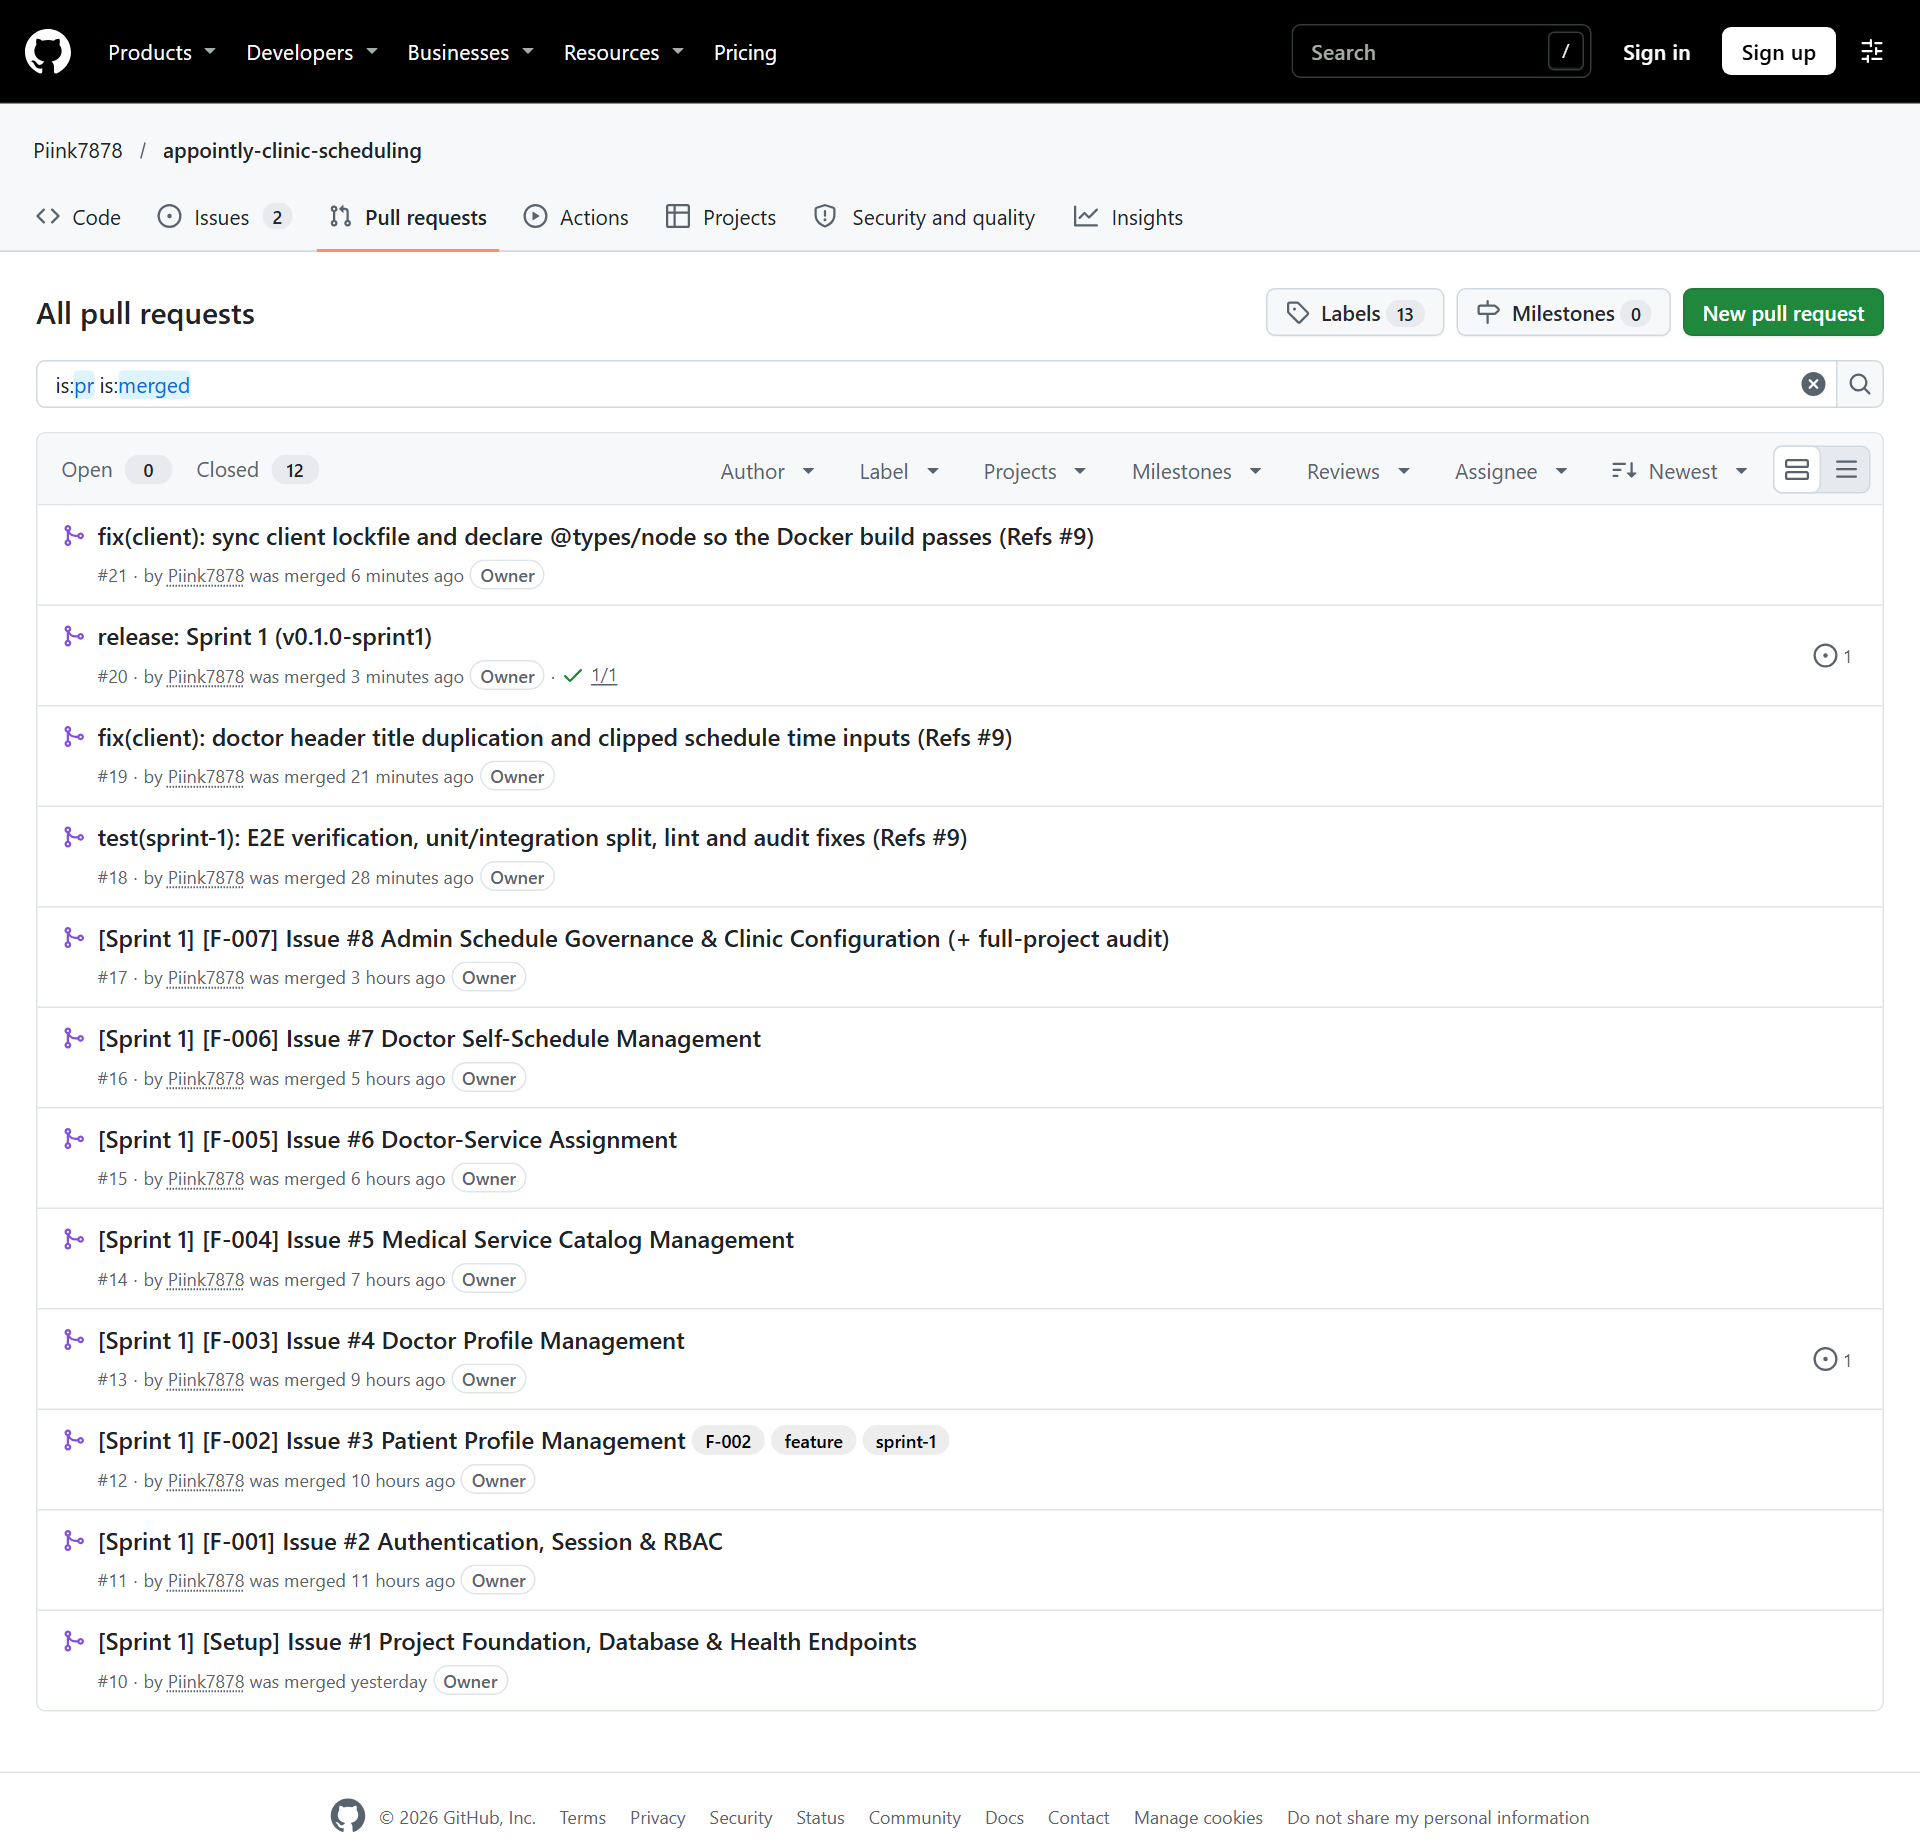 Products Developers Businesses Resources Pricing Search / Sign in Sign up
Piink7878 / appointly-clinic-scheduling
Code Issues 2 Pull requests Actions Projects Security and quality Insights
All pull requests Labels 13 Milestones 0 New pull request
is:pr is:merged
Open 0 Closed 12 Author Label Projects Milestones Reviews Assignee Newest
fix(client): sync client lockfile and declare @types/node so the Docker build passes (Refs #9)
#21 · by Piink7878 was merged 6 minutes ago Owner
release: Sprint 1 (v0.1.0-sprint1)
1
#20 · by Piink7878 was merged 3 minutes ago Owner · 1/1
fix(client): doctor header title duplication and clipped schedule time inputs (Refs #9)
#19 · by Piink7878 was merged 21 minutes ago Owner
test(sprint-1): E2E verification, unit/integration split, lint and audit fixes (Refs #9)
#18 · by Piink7878 was merged 28 minutes ago Owner
[Sprint 1] [F-007] Issue #8 Admin Schedule Governance & Clinic Configuration (+ full-project audit)
#17 · by Piink7878 was merged 3 hours ago Owner
[Sprint 1] [F-006] Issue #7 Doctor Self-Schedule Management
#16 · by Piink7878 was merged 5 hours ago Owner
[Sprint 1] [F-005] Issue #6 Doctor-Service Assignment
#15 · by Piink7878 was merged 6 hours ago Owner
[Sprint 1] [F-004] Issue #5 Medical Service Catalog Management
#14 · by Piink7878 was merged 7 hours ago Owner
[Sprint 1] [F-003] Issue #4 Doctor Profile Management
1
#13 · by Piink7878 was merged 9 hours ago Owner
[Sprint 1] [F-002] Issue #3 Patient Profile Management F-002 feature sprint-1
#12 · by Piink7878 was merged 10 hours ago Owner
[Sprint 1] [F-001] Issue #2 Authentication, Session & RBAC
#11 · by Piink7878 was merged 11 hours ago Owner
[Sprint 1] [Setup] Issue #1 Project Foundation, Database & Health Endpoints
#10 · by Piink7878 was merged yesterday Owner
© 2026 GitHub, Inc. Terms Privacy Security Status Community Docs Contact Manage cookies Do not share my personal information